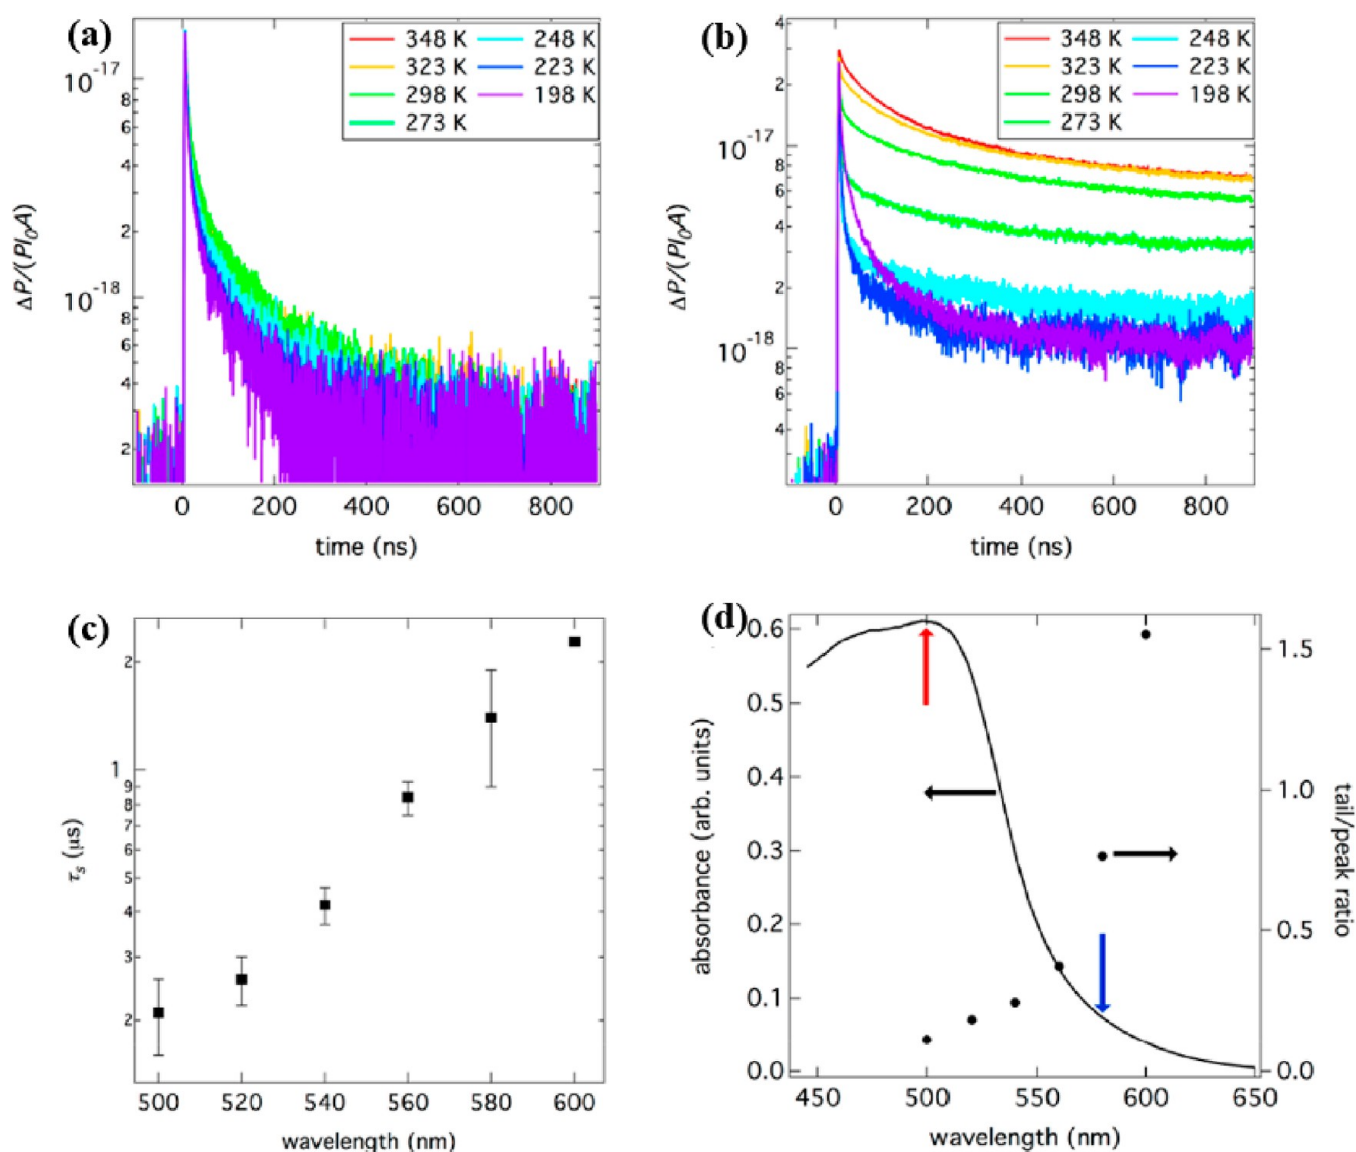 (a)
348 K 248 K
323 K 223 K
298 K 198 K
273 K
10-17
8
6
4
2
10-18
8
6
4
2
ΔP/(PI0A)
0 200 400 600 800
time (ns)
(b)
348 K 248 K
323 K 223 K
298 K 198 K
273 K
4
2
10-17
8
6
4
2
10-18
8
6
4
ΔP/(PI0A)
0 200 400 600 800
time (ns)
(c)
2
1
9
8
7
6
5
4
3
2
τs (μs)
500 520 540 560 580 600
wavelength (nm)
(d)
0.6
0.5
0.4
0.3
0.2
0.1
0.0
absorbance (arb. units)
1.5
1.0
0.5
0.0
tail/peak ratio
450 500 550 600 650
wavelength (nm)